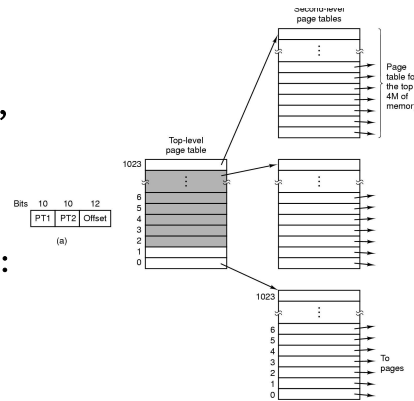 Second-level
page tables
Page
table fo
the top
4M of
memor
Top-level
page table
1023
6
5
4
3
2
1
0
Bits 10 10 12
PT1 PT2 Offset
(a)
,
:
1023
6
5
4
3
2
1
0
To
pages